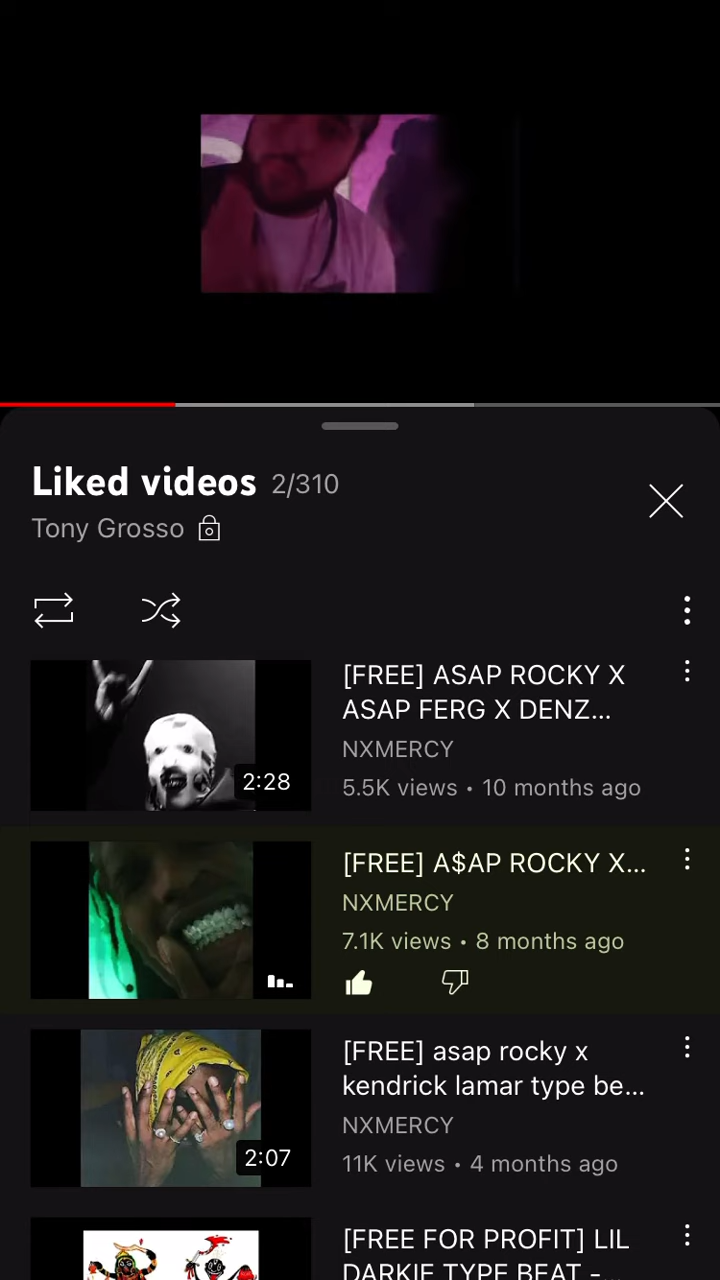 Liked videos 2/310
Tony Grosso
[FREE] ASAP ROCKY X
ASAP FERG X DENZ...
NXMERCY
5.5K views • 10 months ago
2:28
[FREE] A$AP ROCKY X...
NXMERCY
7.1K views • 8 months ago
[FREE] asap rocky x
kendrick lamar type be...
NXMERCY
11K views • 4 months ago
2:07
[FREE FOR PROFIT] LIL
DARKIE TYPE BEAT -